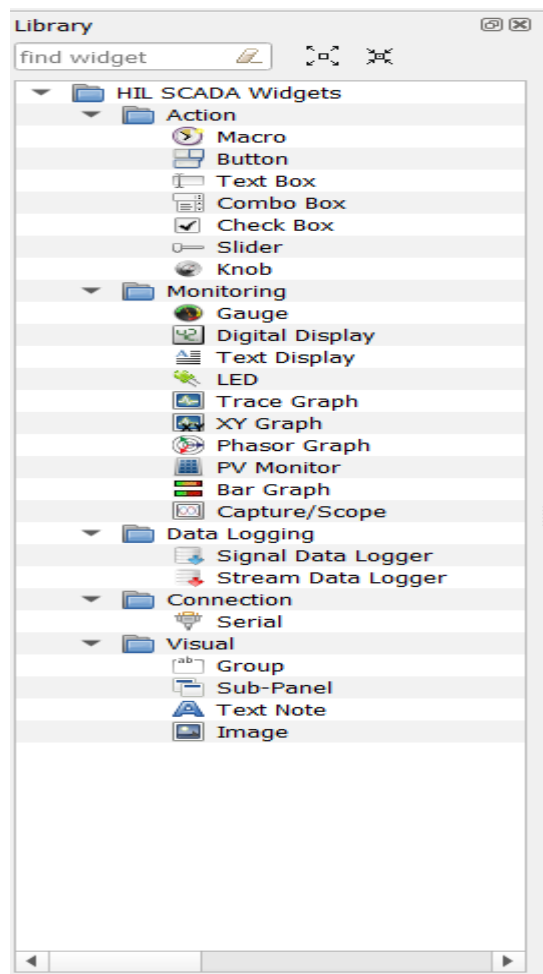 Library
find widget
HIL SCADA Widgets
Action
Macro
Button
Text Box
Combo Box
Check Box
Slider
Knob
Monitoring
Gauge
Digital Display
Text Display
LED
Trace Graph
XY Graph
Phasor Graph
PV Monitor
Bar Graph
Capture/Scope
Data Logging
Signal Data Logger
Stream Data Logger
Connection
Serial
Visual
Group
Sub-Panel
Text Note
Image